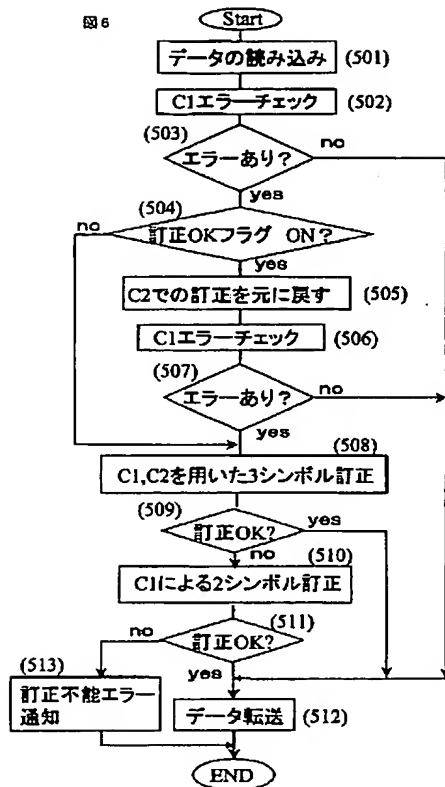 図6
Start
データの読み込み (501)
C1エラーチェック (502)
(503)
エラーあり? no
yes
(504)
no 訂正OKフラグ ON?
yes
C2での訂正を元に戻す (505)
C1エラーチェック (506)
(507)
エラーあり? no
yes
(508)
C1,C2を用いた3シンボル訂正
(509)
訂正OK? yes
no (510)
C1による2シンボル訂正
(511)
no 訂正OK?
yes
(513)
訂正不能エラー
通知
データ転送 (512)
END